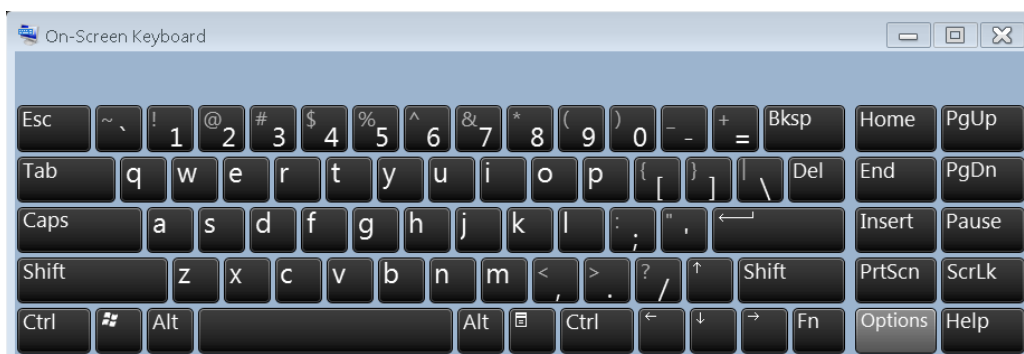 On-Screen Keyboard
Esc ~ ` ! 1 @ 2 # 3 $ 4 % 5 ^ 6 & 7 * 8 ( 9 ) 0 _ - + = Bksp Home PgUp
Tab q w e r t y u i o p { [ } ] | \ Del End PgDn
Caps a s d f g h j k l : ; " ' Insert Pause
Shift z x c v b n m < , > . ? / ↑ Shift PrtScn ScrLk
Ctrl Alt Alt Ctrl ← ↓ → Fn Options Help